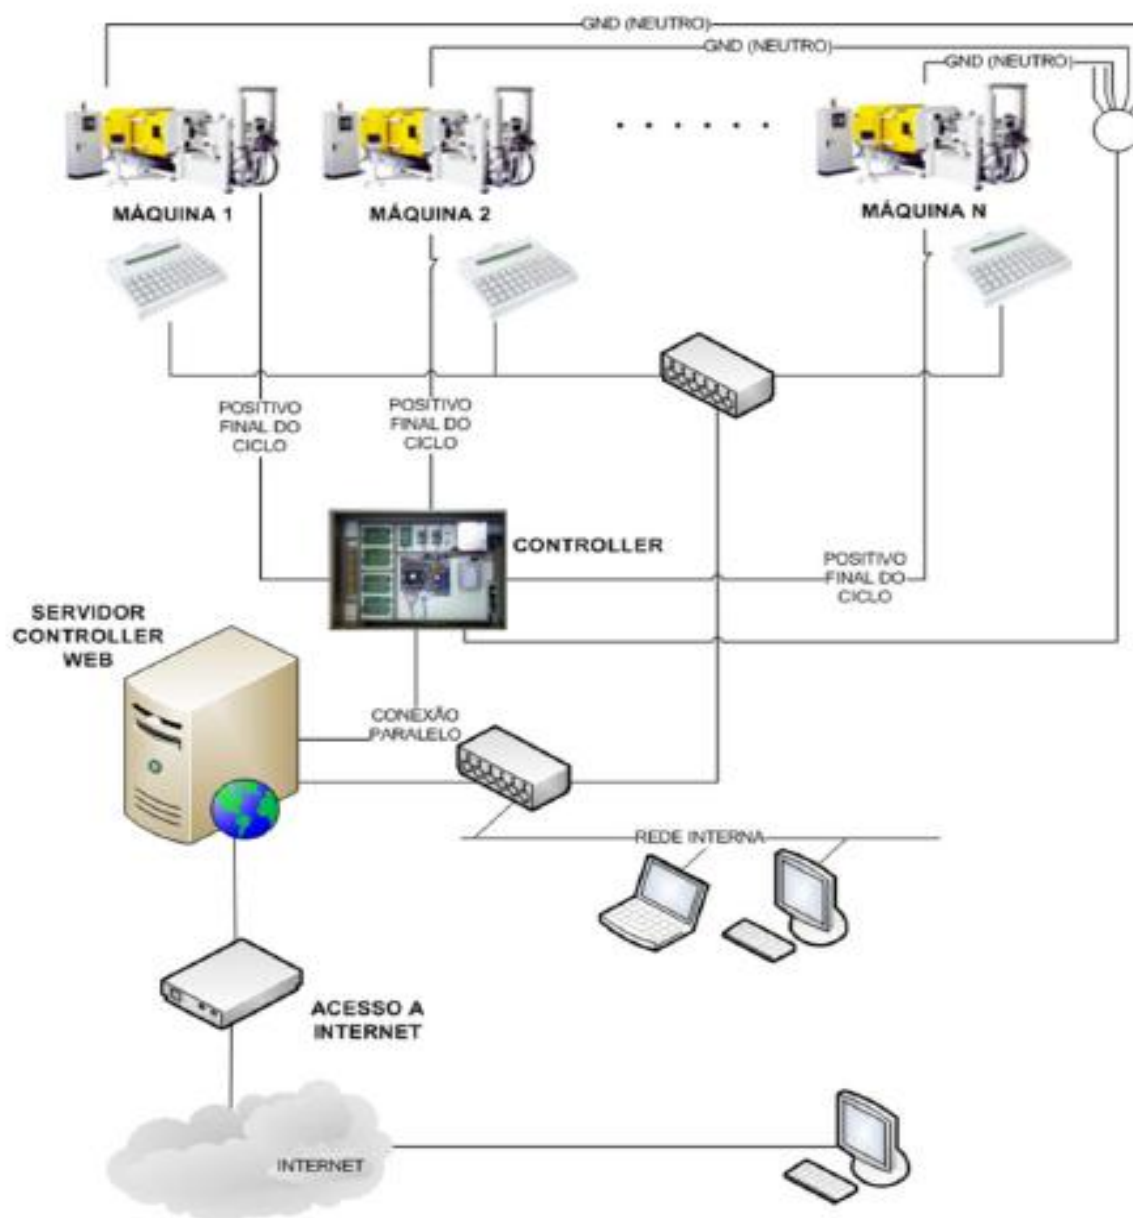 GND (NEUTRO)
GND (NEUTRO)
GND (NEUTRO)
MÁQUINA 1
MÁQUINA 2
MÁQUINA N
POSITIVO
FINAL DO
CICLO
POSITIVO
FINAL DO
CICLO
CONTROLLER
POSITIVO
FINAL DO
CICLO
SERVIDOR
CONTROLLER
WEB
CONEXÃO
PARALELO
REDE INTERNA
ACESSO A
INTERNET
INTERNET